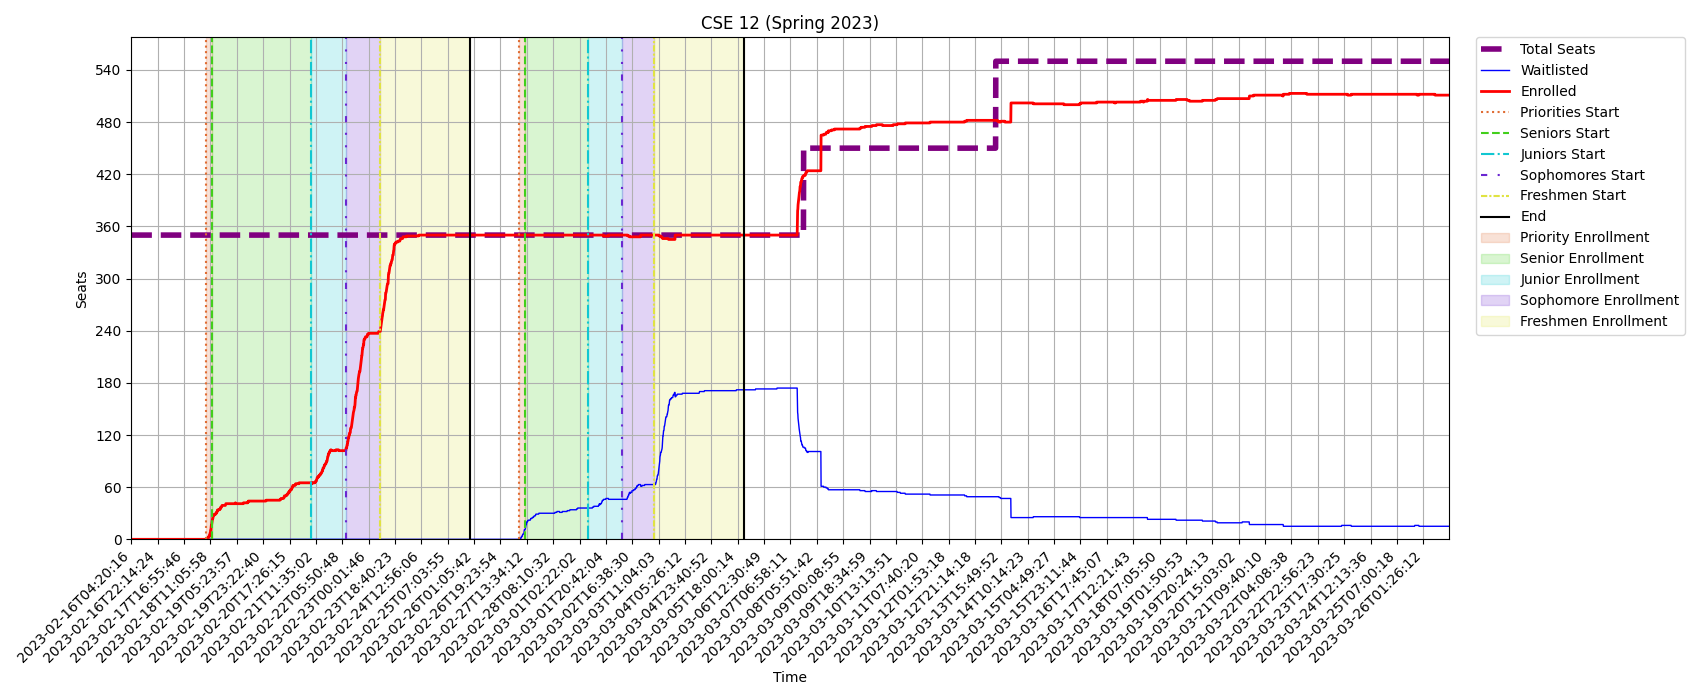 CSE 12 (Spring 2023)
Seats
540
480
420
360
300
240
180
120
60
0
2023-02-16T04:20:16
2023-02-16T22:14:24
2023-02-17T16:55:46
2023-02-18T11:05:58
2023-02-19T05:23:57
2023-02-19T23:22:40
2023-02-20T17:26:15
2023-02-21T11:35:02
2023-02-22T05:50:48
2023-02-23T00:01:46
2023-02-23T18:40:23
2023-02-24T12:56:06
2023-02-25T07:03:55
2023-02-26T01:05:42
2023-02-26T19:23:54
2023-02-27T13:34:12
2023-02-28T08:10:32
2023-03-01T02:22:02
2023-03-01T20:42:04
2023-03-02T16:38:30
2023-03-03T11:04:03
2023-03-04T05:26:12
2023-03-04T23:40:52
2023-03-05T18:00:14
2023-03-06T12:30:49
2023-03-07T06:58:11
2023-03-08T05:51:42
2023-03-09T00:08:55
2023-03-09T18:34:59
2023-03-10T13:13:51
2023-03-11T07:40:20
2023-03-12T01:53:18
2023-03-12T21:14:18
2023-03-13T15:49:52
2023-03-14T10:14:23
2023-03-15T04:49:27
2023-03-15T23:11:44
2023-03-16T17:45:07
2023-03-17T12:21:43
2023-03-18T07:05:50
2023-03-19T01:50:53
2023-03-19T20:24:13
2023-03-20T15:03:02
2023-03-21T09:40:10
2023-03-22T04:08:38
2023-03-22T22:56:23
2023-03-23T17:30:25
2023-03-24T12:13:36
2023-03-25T07:00:18
2023-03-26T01:26:12
Time
Total Seats
Waitlisted
Enrolled
Priorities Start
Seniors Start
Juniors Start
Sophomores Start
Freshmen Start
End
Priority Enrollment
Senior Enrollment
Junior Enrollment
Sophomore Enrollment
Freshmen Enrollment